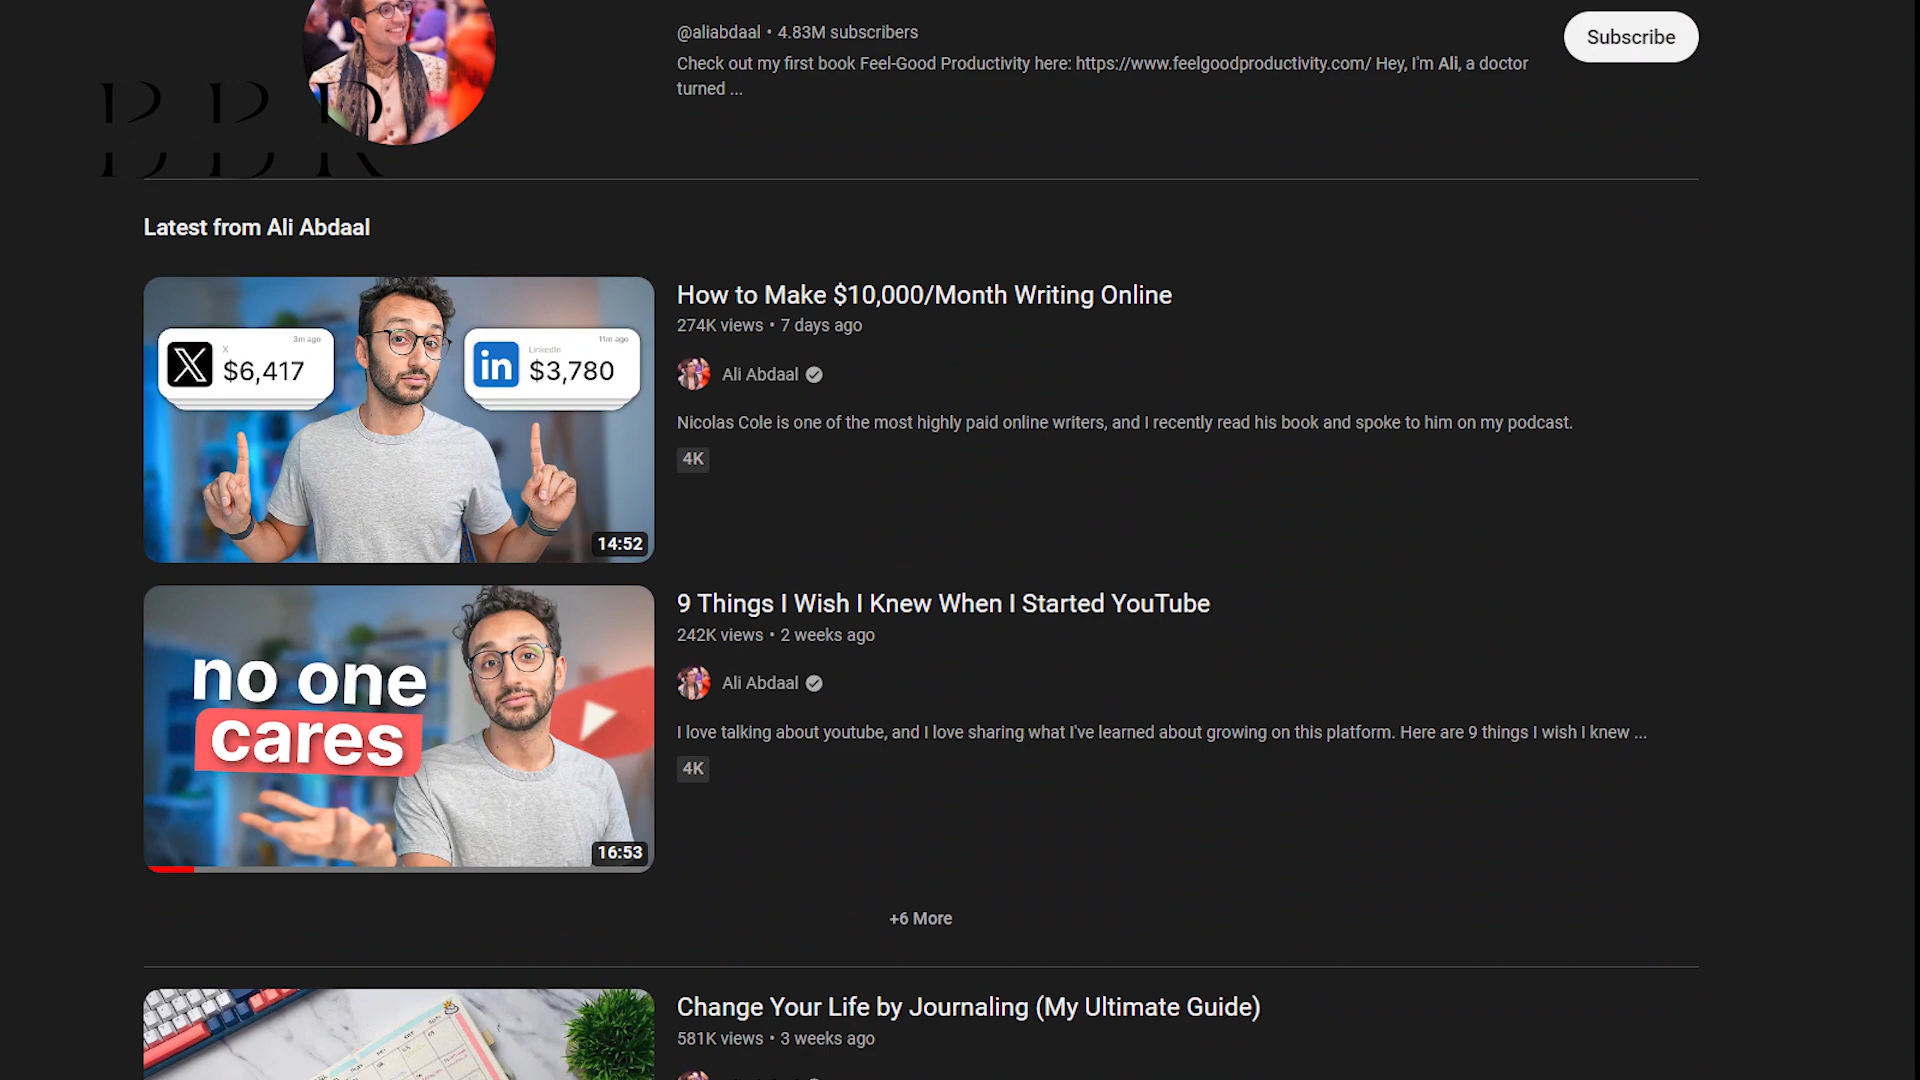 @aliabdaal • 4.83M subscribers
Subscribe
Check out my first book Feel-Good Productivity here: https://www.feelgoodproductivity.com/ Hey, I'm Ali, a doctor
turned ...
BBR
Latest from Ali Abdaal
3m ago
X
$6,417
11m ago
LinkedIn
$3,780
14:52
How to Make $10,000/Month Writing Online
274K views • 7 days ago
Ali Abdaal
Nicolas Cole is one of the most highly paid online writers, and I recently read his book and spoke to him on my podcast.
4K
no one
cares
16:53
9 Things I Wish I Knew When I Started YouTube
242K views • 2 weeks ago
Ali Abdaal
I love talking about youtube, and I love sharing what I've learned about growing on this platform. Here are 9 things I wish I knew ...
4K
+6 More
Change Your Life by Journaling (My Ultimate Guide)
581K views • 3 weeks ago